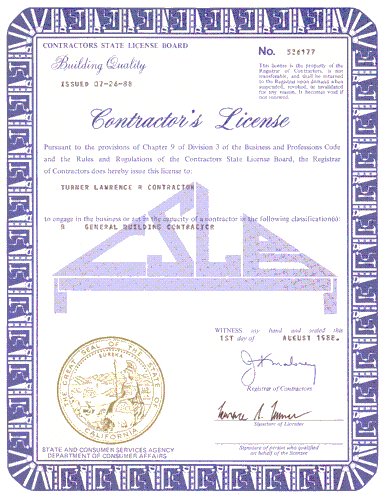 CONTRACTORS STATE LICENSE BOARD
Building Quality
ISSUED 07-26-88
No. 526177
This license is the property of the
Registrar of Contractors, is not
transferrable, and shall be returned
to the Registrar upon demand when
suspended, revoked, or invalidated
for any reason. It becomes void if
not renewed.
Contractor's License
Pursuant to the provisions of Chapter 9 of Division 3 of the Business and Professions Code
and the Rules and Regulations of the Contractors State License Board, the Registrar
of Contractors does hereby issue this license to:
TURNER LAWRENCE R CONTRACTOR
to engage in the business or act in the capacity of a contractor in the following classification(s):
B GENERAL BUILDING CONTRACTOR
CSLB
WITNESS my hand and sealed this
1ST day of AUGUST 1988.
Registrar of Contractors
Signature of Licensee
THE GREAT SEAL OF THE STATE OF CALIFORNIA
EUREKA
STATE AND CONSUMER SERVICES AGENCY
DEPARTMENT OF CONSUMER AFFAIRS
Signature of person who qualified
on behalf of the licensee